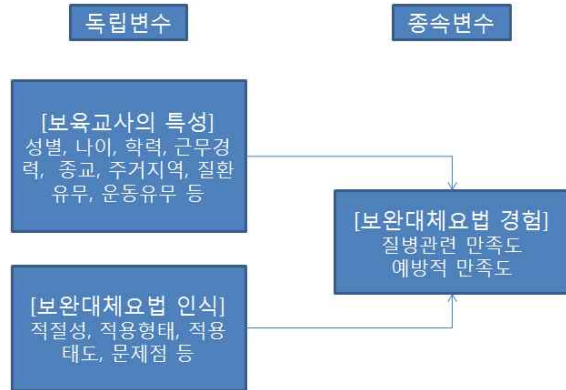 독립변수
종속변수
[보육교사의 특성]
성별, 나이, 학력, 근무경
력, 종교, 주거지역, 질환
유무, 운동유무 등
[보완대체요법 경험]
질병관련 만족도
예방적 만족도
[보완대체요법 인식]
적절성, 적용형태, 적용
태도, 문제점 등